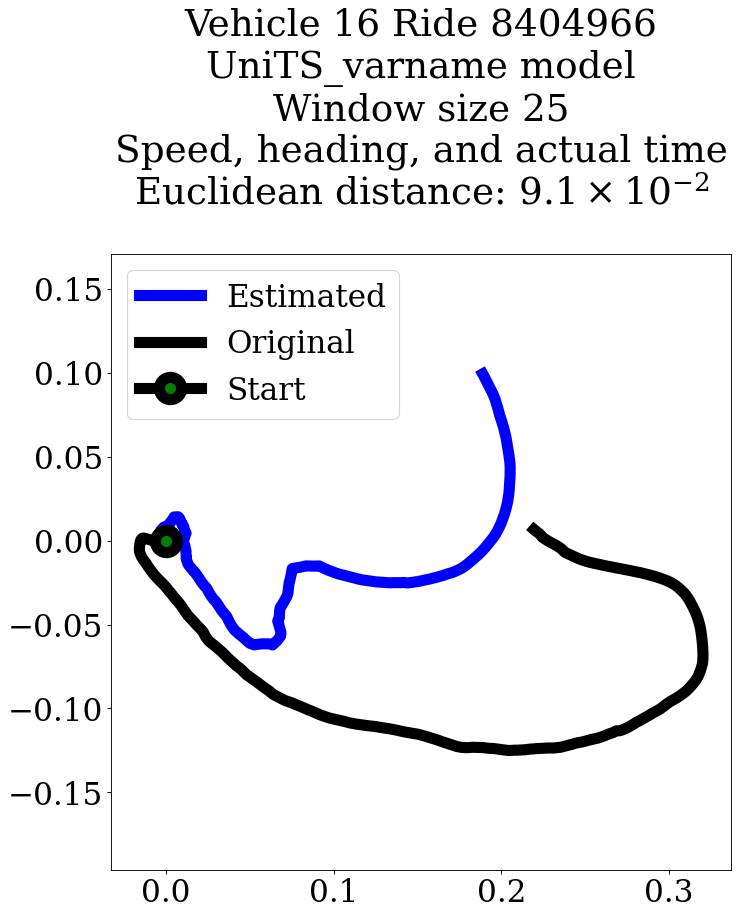 Vehicle 16 Ride 8404966
UniTS_varname model
Window size 25
Speed, heading, and actual time
Euclidean distance: 9.1 × 10⁻²
Estimated
Original
Start
0.15
0.10
0.05
0.00
−0.05
−0.10
−0.15
0.0 0.1 0.2 0.3